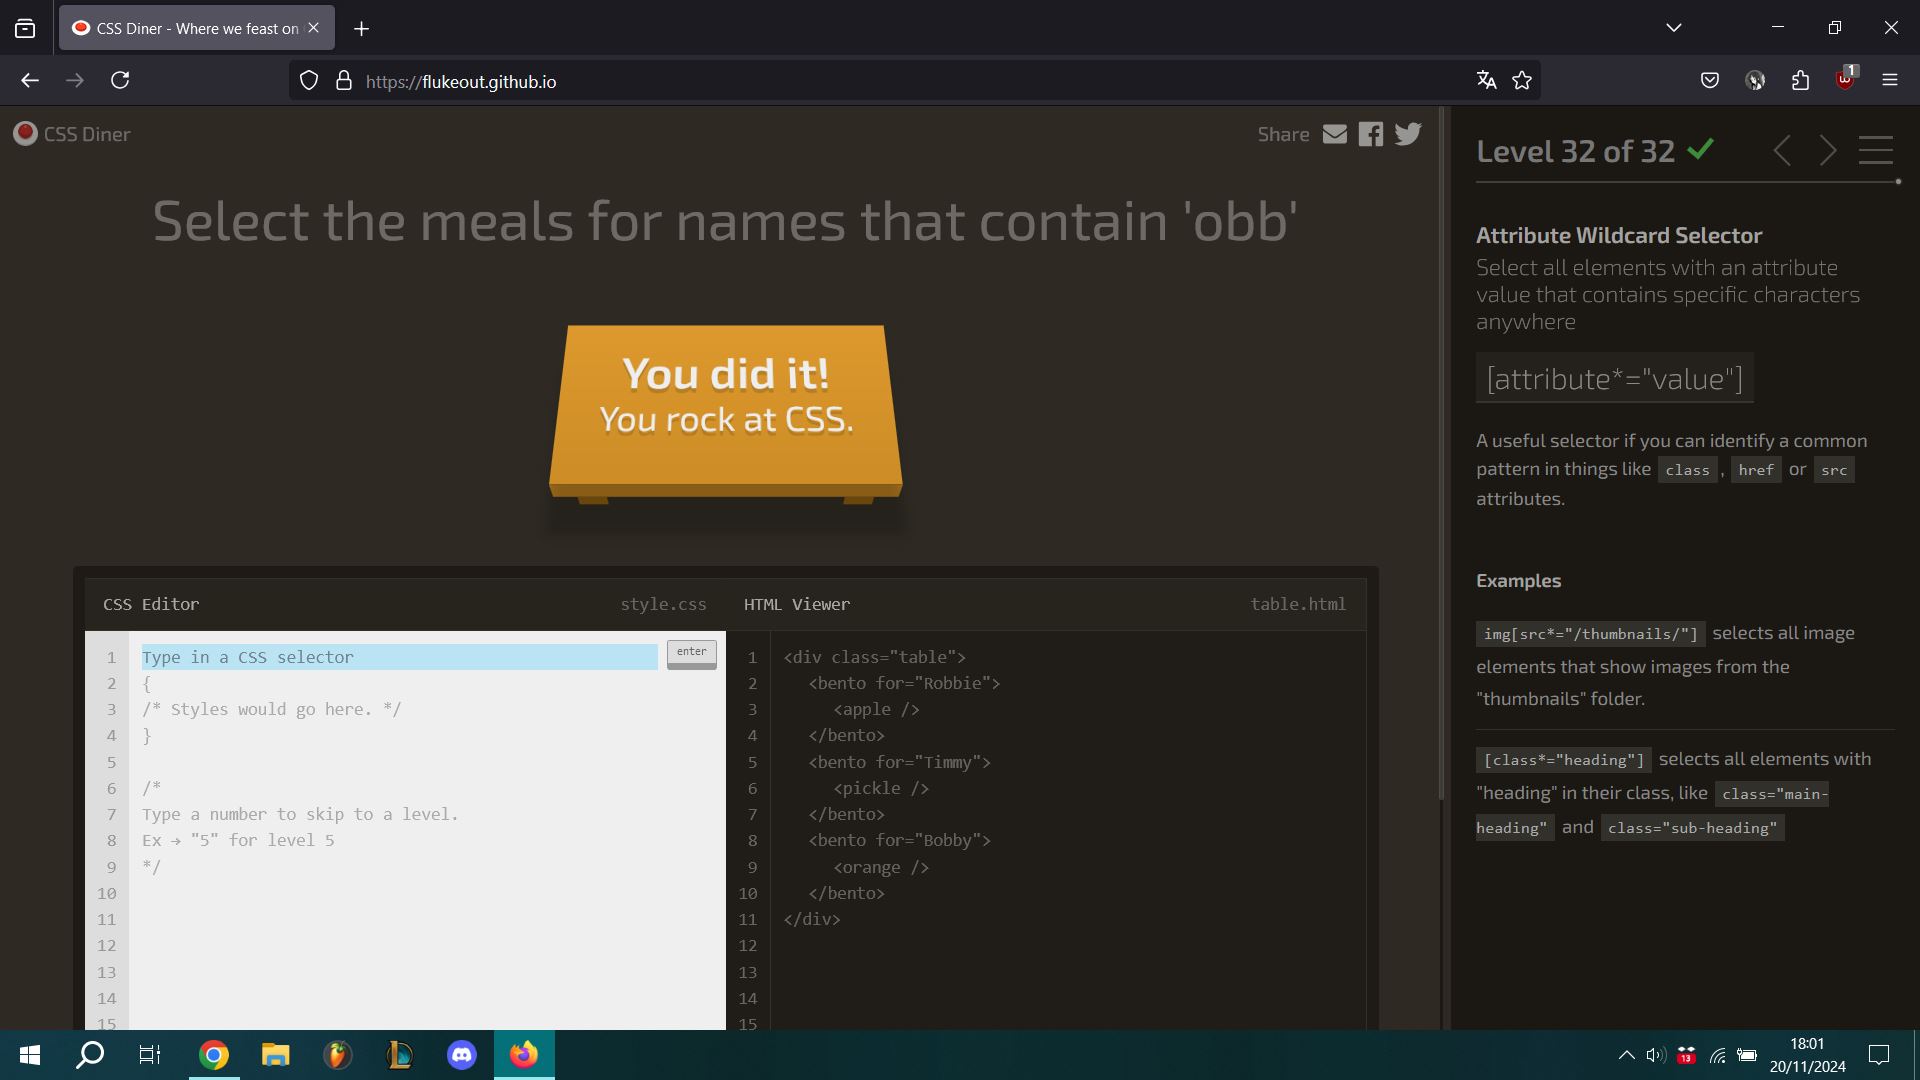 CSS Diner - Where we feast on
https://flukeout.github.io
1
CSS Diner
Share
Select the meals for names that contain 'obb'
You did it!
You rock at CSS.
CSS Editor
style.css
HTML Viewer
table.html
1 Type in a CSS selector
enter
2 {
3 /* Styles would go here. */
4 }
5
6 /*
7 Type a number to skip to a level.
8 Ex → "5" for level 5
9 */
10
11
12
13
14
15
1 <div class="table">
2 <bento for="Robbie">
3 <apple />
4 </bento>
5 <bento for="Timmy">
6 <pickle />
7 </bento>
8 <bento for="Bobby">
9 <orange />
10 </bento>
11 </div>
12
13
14
15
Level 32 of 32
Attribute Wildcard Selector
Select all elements with an attribute
value that contains specific characters
anywhere
[attribute*="value"]
A useful selector if you can identify a common
pattern in things like class, href or src
attributes.
Examples
img[src*="/thumbnails/"] selects all image
elements that show images from the
"thumbnails" folder.
[class*="heading"] selects all elements with
"heading" in their class, like class="main-
heading" and class="sub-heading"
13
18:01
20/11/2024